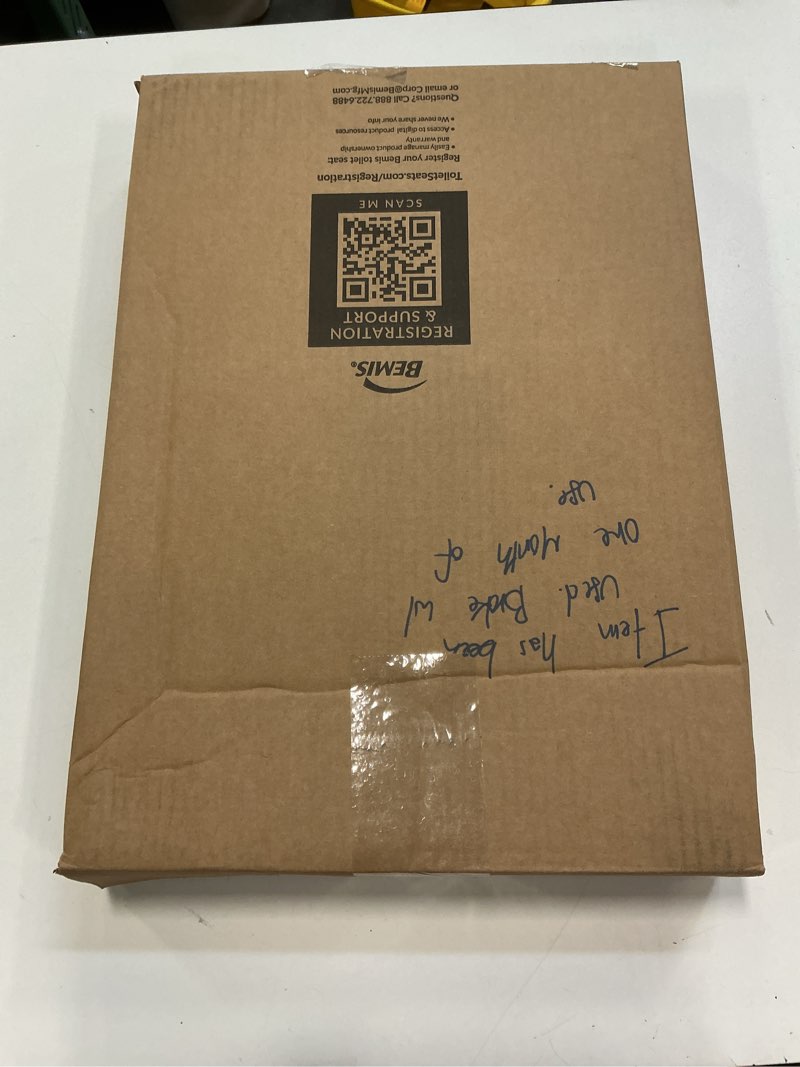 Item has been
used. Broke w/
One Month of
use.
BEMIS®
REGISTRATION
& SUPPORT
SCAN ME
ToiletSeats.com/Registration
Register your Bemis toilet seat:
• Easily manage product ownership
and warranty
• Access to digital product resources
• We never share your info
Questions? Call 888.722.6488
or email Corp@BemisMfg.com